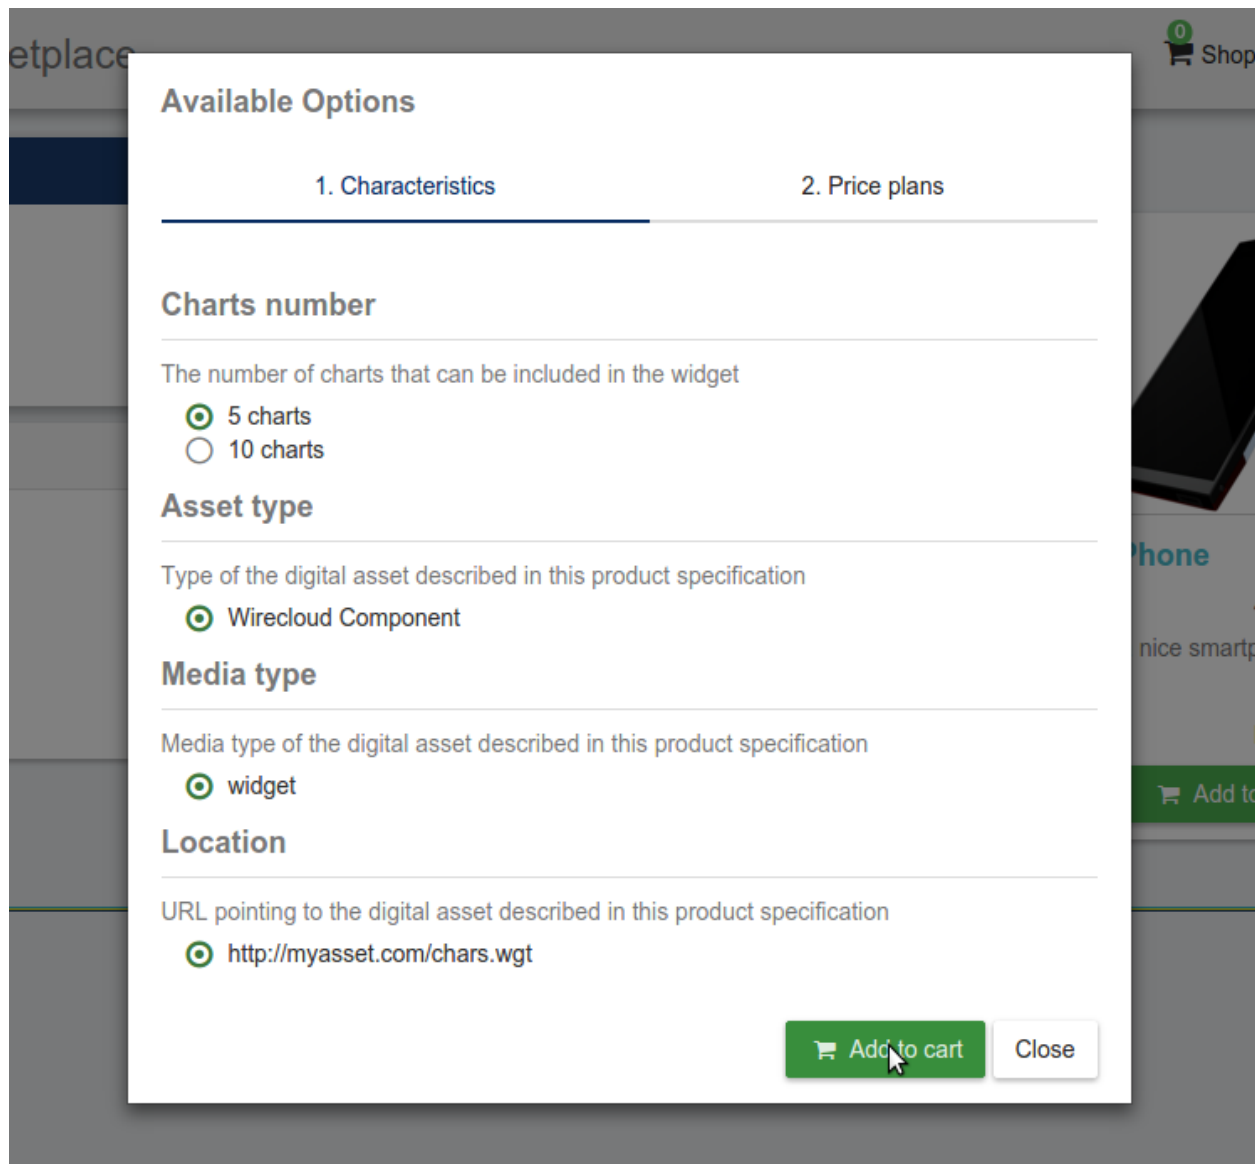 etplace
0
Shop
Available Options
1. Characteristics
2. Price plans
Charts number
The number of charts that can be included in the widget
5 charts
10 charts
Asset type
Type of the digital asset described in this product specification
Wirecloud Component
Media type
Media type of the digital asset described in this product specification
widget
Location
URL pointing to the digital asset described in this product specification
http://myasset.com/chars.wgt
Add to cart
Close
Phone
nice smartp
Add to